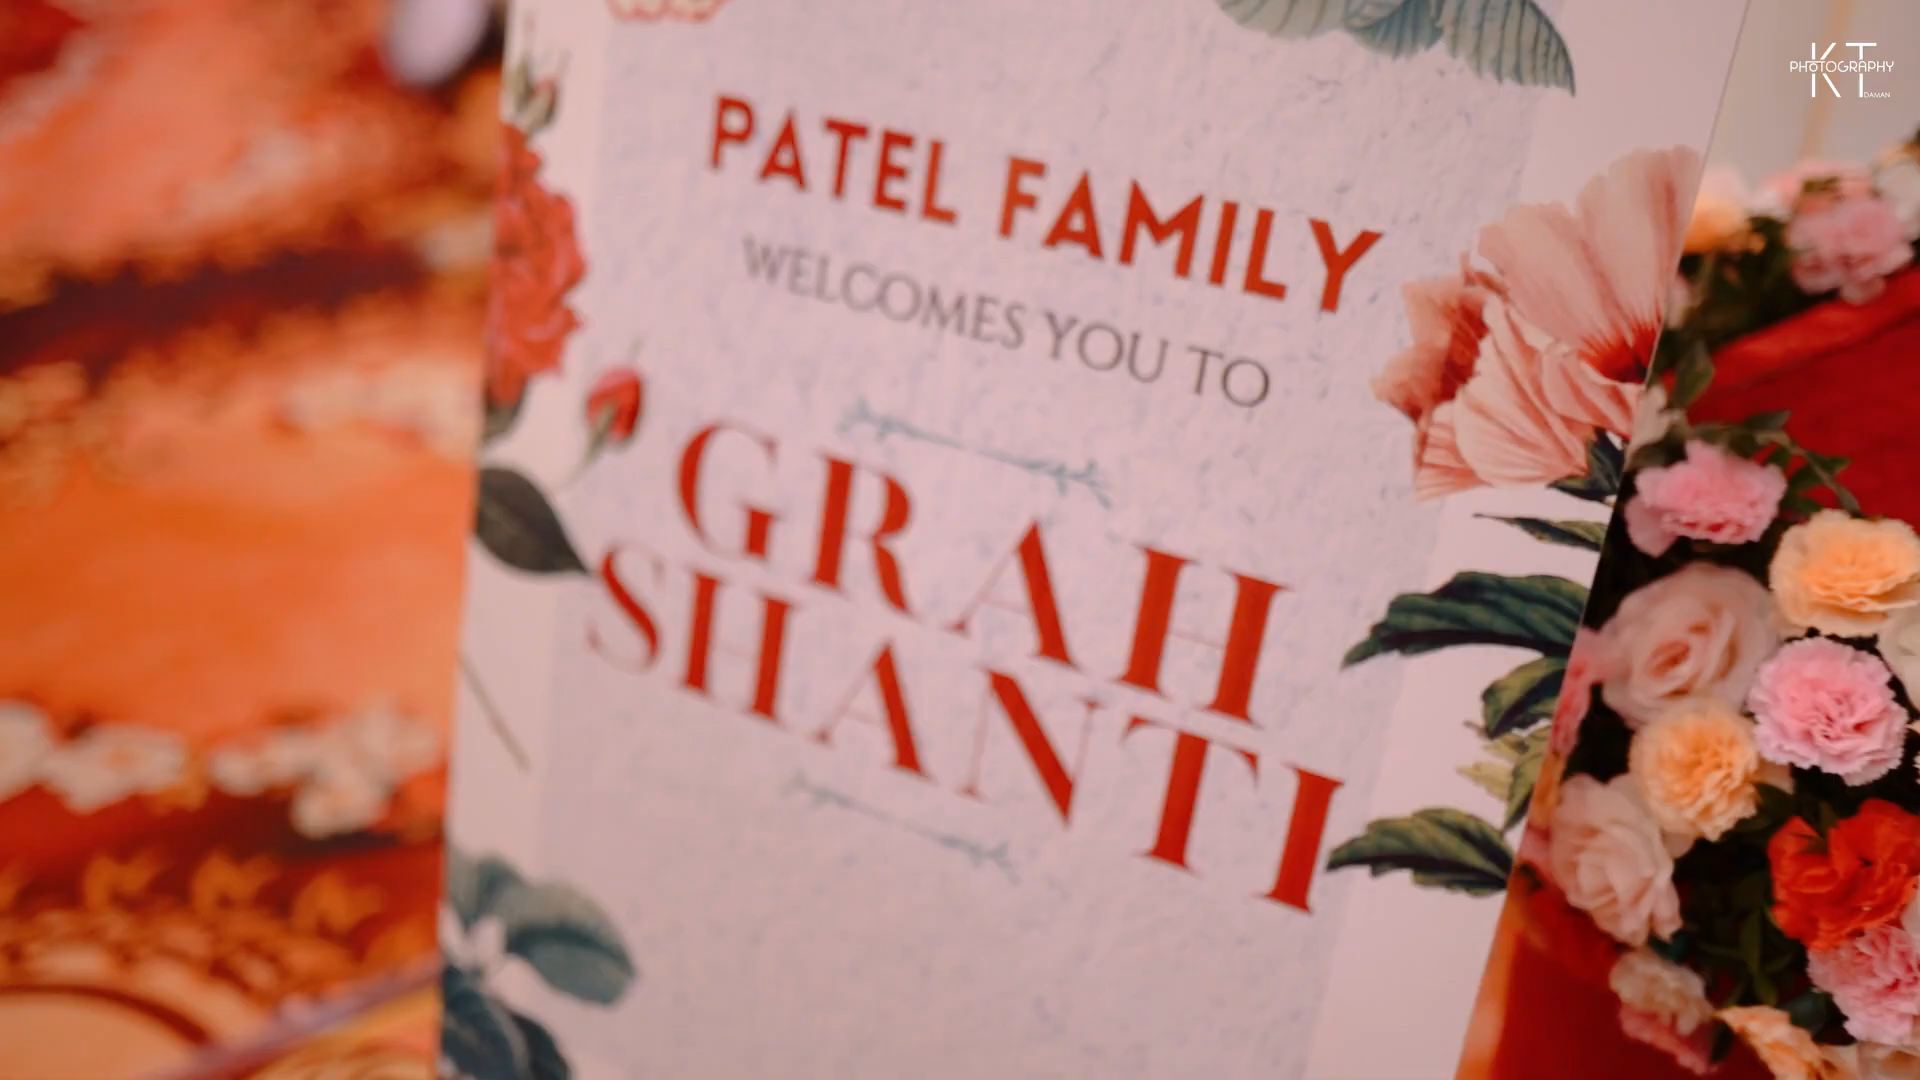 PATEL FAMILY
WELCOMES YOU TO
GRAH
SHANTI
KT
PHOTOGRAPHY
DAMAN